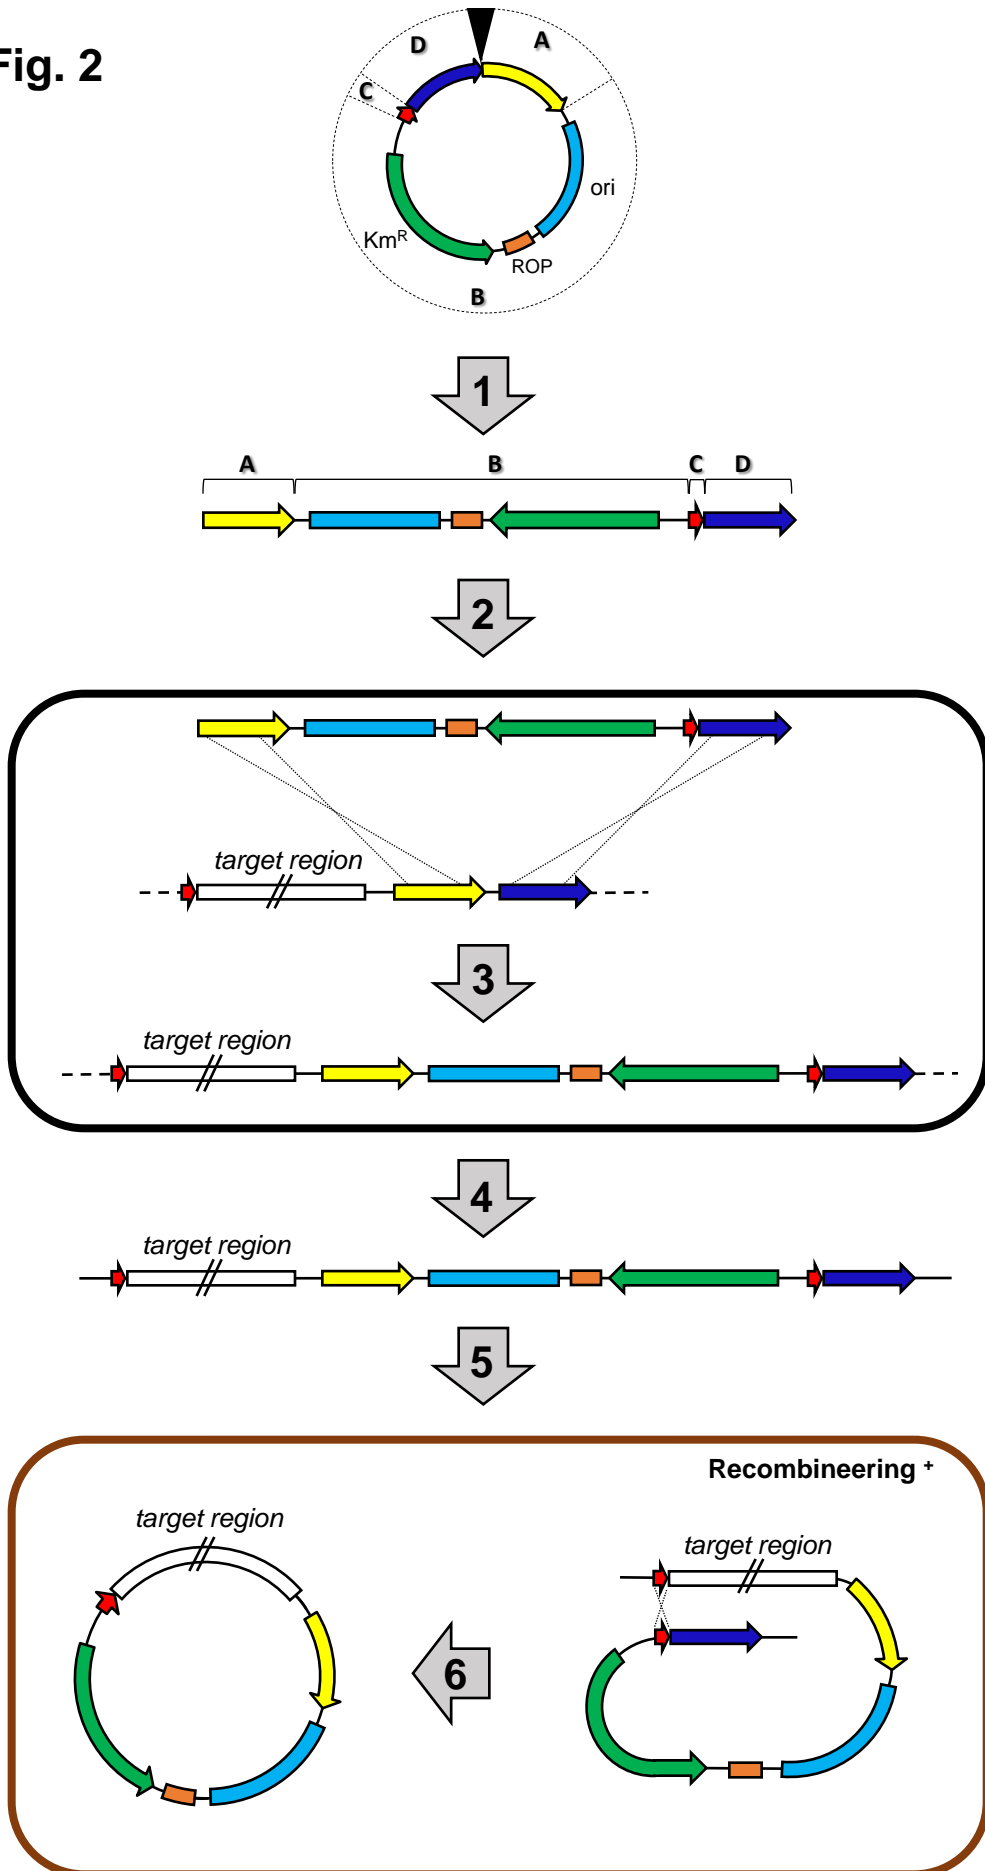 Fig. 2
D A
C
ori
Kmᴿ
ROP
B
1
A B C D
2
target region
3
target region
4
target region
5
Recombineering ⁺
target region
target region
6